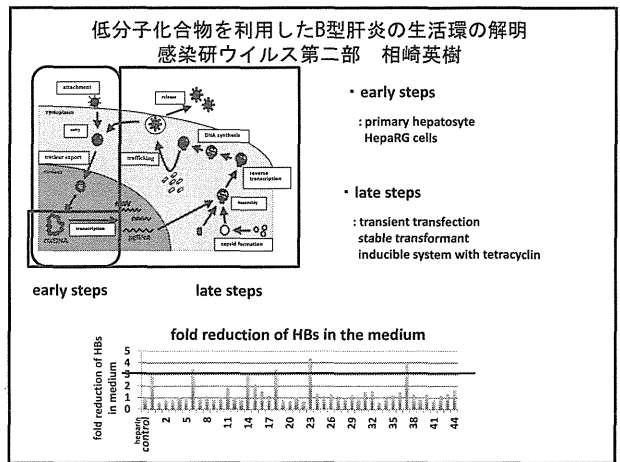 低分子化合物を利用したB型肝炎の生活環の解明
感染研ウイルス第二部　相崎英樹
attachment
release
cytoplasm
entry
DNA synthesis
nuclear export
trafficking
reverse
transcription
assembly
cccDNA
transcription
capsid formation
early steps
late steps
・ early steps
: primary hepatosyte
HepaRG cells
・ late steps
: transient transfection
stable transformant
inducible system with tetracyclin
fold reduction of HBs in the medium
fold reduction of HBs
in medium
5
4
3
2
1
0
heparin
control
2
5
8
11
14
17
20
23
26
29
32
35
38
41
44